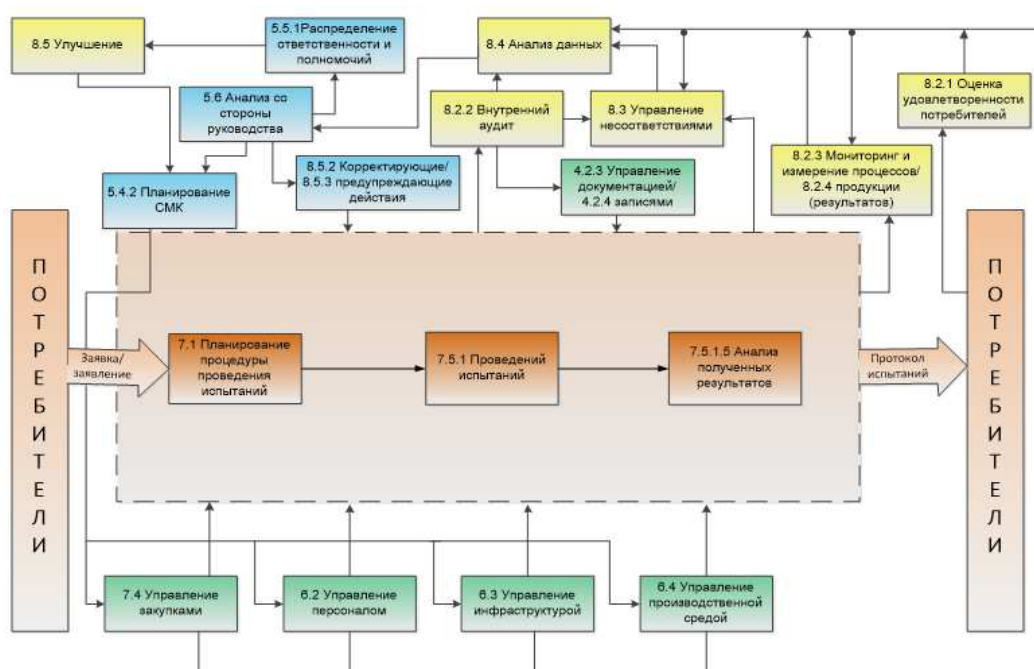 8.5 Улучшение
5.5.1Распределение
ответственности и
полномочий
8.4 Анализ данных
8.2.1 Оценка
удовлетворенности
потребителей
5.6 Анализ со
стороны
руководства
8.2.2 Внутренний
аудит
8.3 Управление
несоответствиями
8.2.3 Мониторинг и
измерение процессов/
8.2.4 продукции
(результатов)
5.4.2 Планирование
СМК
8.5.2 Корректирующие/
8.5.3 предупреждающие
действия
4.2.3 Управление
документацией/
4.2.4 записями
П
О
Т
Р
Е
Б
И
Т
Е
Л
И
Заявка/
заявление
7.1 Планирование
процедуры
проведения
испытаний
7.5.1 Проведений
испытаний
7.5.1.5 Анализ
полученных
результатов
Протокол
испытаний
П
О
Т
Р
Е
Б
И
Т
Е
Л
И
7.4 Управление
закупками
6.2 Управление
персоналом
6.3 Управление
инфраструктурой
6.4 Управление
производственной
средой